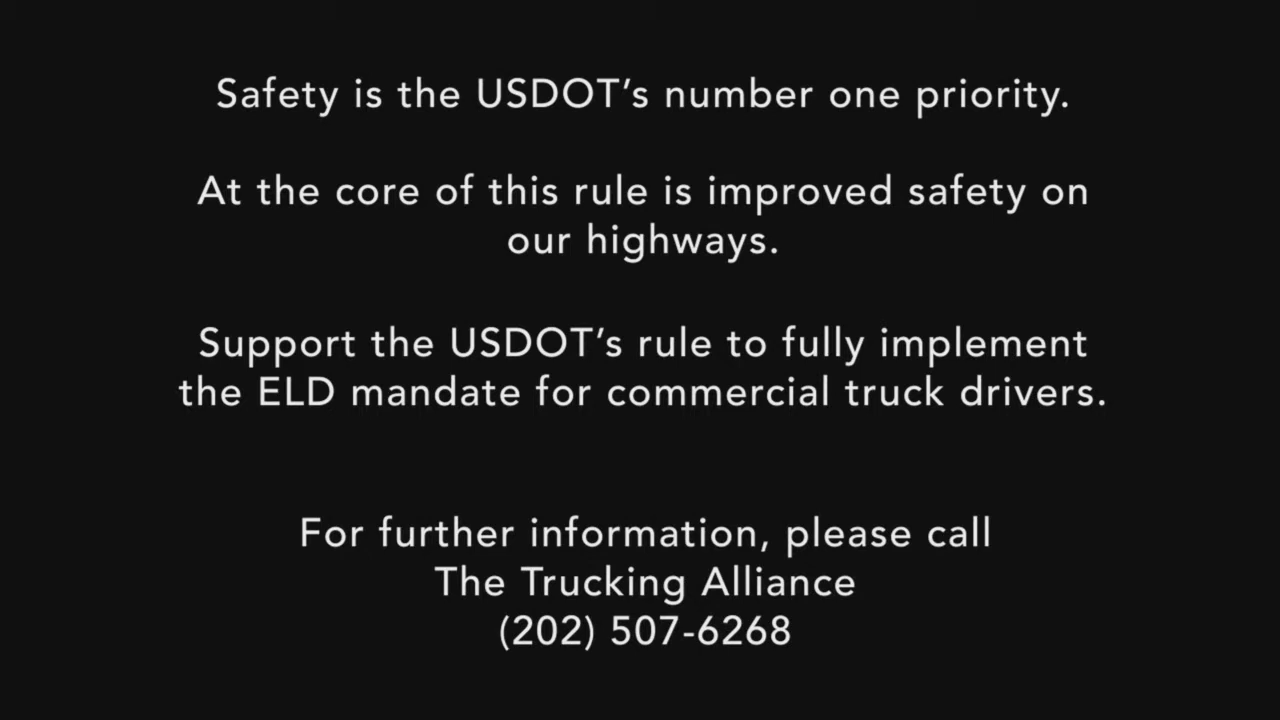 Safety is the USDOT’s number one priority.
At the core of this rule is improved safety on
our highways.
Support the USDOT’s rule to fully implement
the ELD mandate for commercial truck drivers.
For further information, please call
The Trucking Alliance
(202) 507-6268